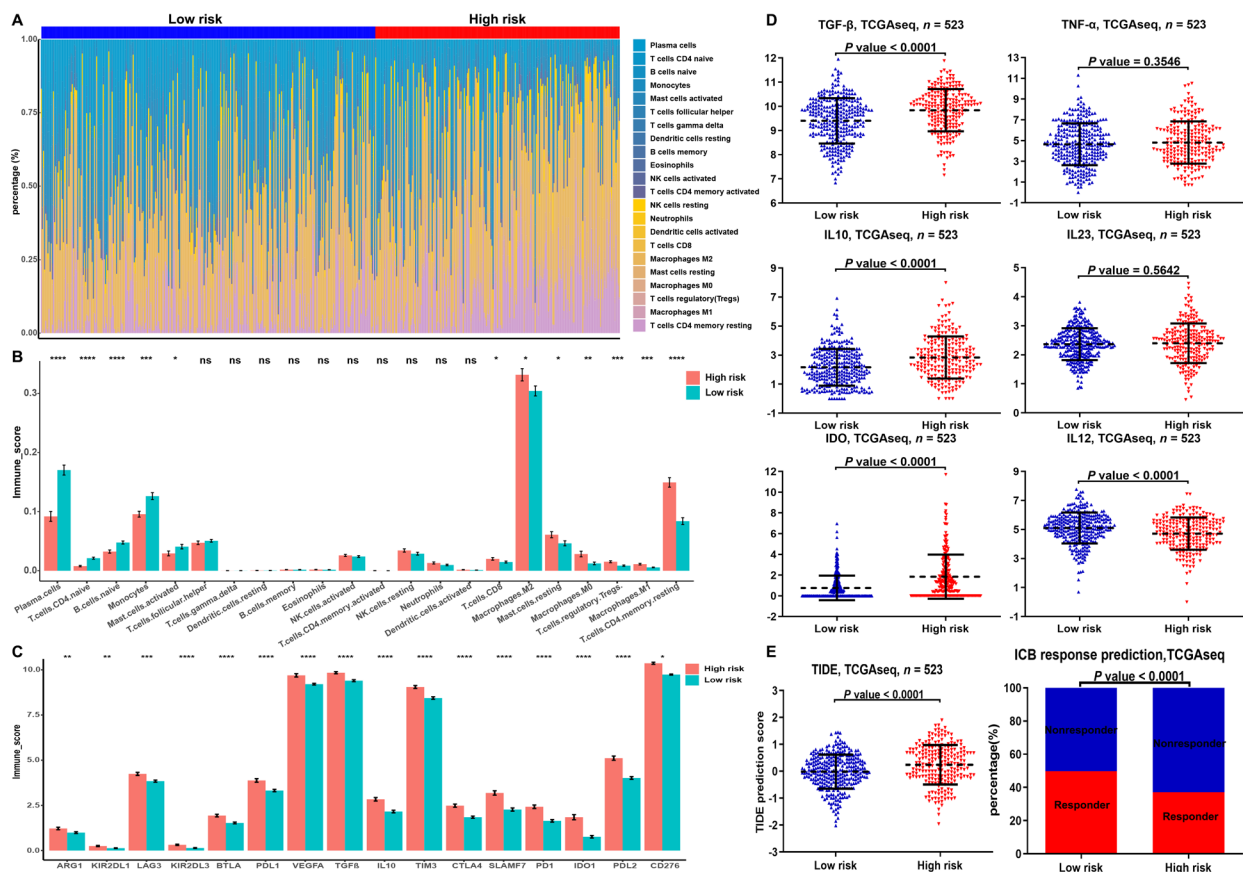 A
Low risk
High risk
percentage (%)
1.00
0.75
0.50
0.25
0.00
Plasma cells
T cells CD4 naive
B cells naive
Monocytes
Mast cells activated
T cells follicular helper
T cells gamma delta
Dendritic cells resting
B cells memory
Eosinophils
NK cells activated
T cells CD4 memory activated
NK cells resting
Neutrophils
Dendritic cells activated
T cells CD8
Macrophages M2
Mast cells resting
Macrophages M0
T cells regulatory(Tregs)
Macrophages M1
T cells CD4 memory resting
B
**** **** **** *** * ns ns ns ns ns ns ns ns ns ns * * * ** *** *** ****
High risk
Low risk
Immune_score
0.3
0.2
0.1
0.0
Plasma.cells
T.cells.CD4.naive
B.cells.naive
Monocytes
Mast.cells.activated
T.cells.follicular.helper
T.cells.gamma.delta
Dendritic.cells.resting
B.cells.memory
Eosinophils
NK.cells.activated
T.cells.CD4.memory.activated
NK.cells.resting
Neutrophils
Dendritic.cells.activated
T.cells.CD8
Macrophages.M2
Mast.cells.resting
Macrophages.M0
T.cells.regulatory.Tregs
Macrophages.M1
T.cells.CD4.memory.resting
C
** ** *** **** **** **** **** **** **** **** **** **** **** **** **** *
High risk
Low risk
Immune_score
10.0
7.5
5.0
2.5
0.0
ARG1 KIR2DL1 LAG3 KIR2DL3 BTLA PDL1 VEGFA TGFß IL10 TIM3 CTLA4 SLAMF7 PD1 IDO1 PDL2 CD276
D
TGF-β, TCGAseq, n = 523
P value < 0.0001
12
11
10
9
8
7
6
Low risk High risk
TNF-α, TCGAseq, n = 523
P value = 0.3546
13
11
9
7
5
3
1
-1
Low risk High risk
IL10, TCGAseq, n = 523
P value < 0.0001
9
7
5
3
1
-1
Low risk High risk
IL23, TCGAseq, n = 523
P value = 0.5642
5
4
3
2
1
0
Low risk High risk
IDO, TCGAseq, n = 523
P value < 0.0001
12
10
8
6
4
2
0
-2
Low risk High risk
IL12, TCGAseq, n = 523
P value < 0.0001
9
7
5
3
1
-1
Low risk High risk
E
TIDE, TCGAseq, n = 523
P value < 0.0001
TIDE prediction score
3
2
1
0
-1
-2
-3
Low risk High risk
ICB response prediction,TCGAseq
P value < 0.0001
percentage(%)
100
80
60
40
20
0
Nonresponder
Nonresponder
Responder
Responder
Low risk High risk